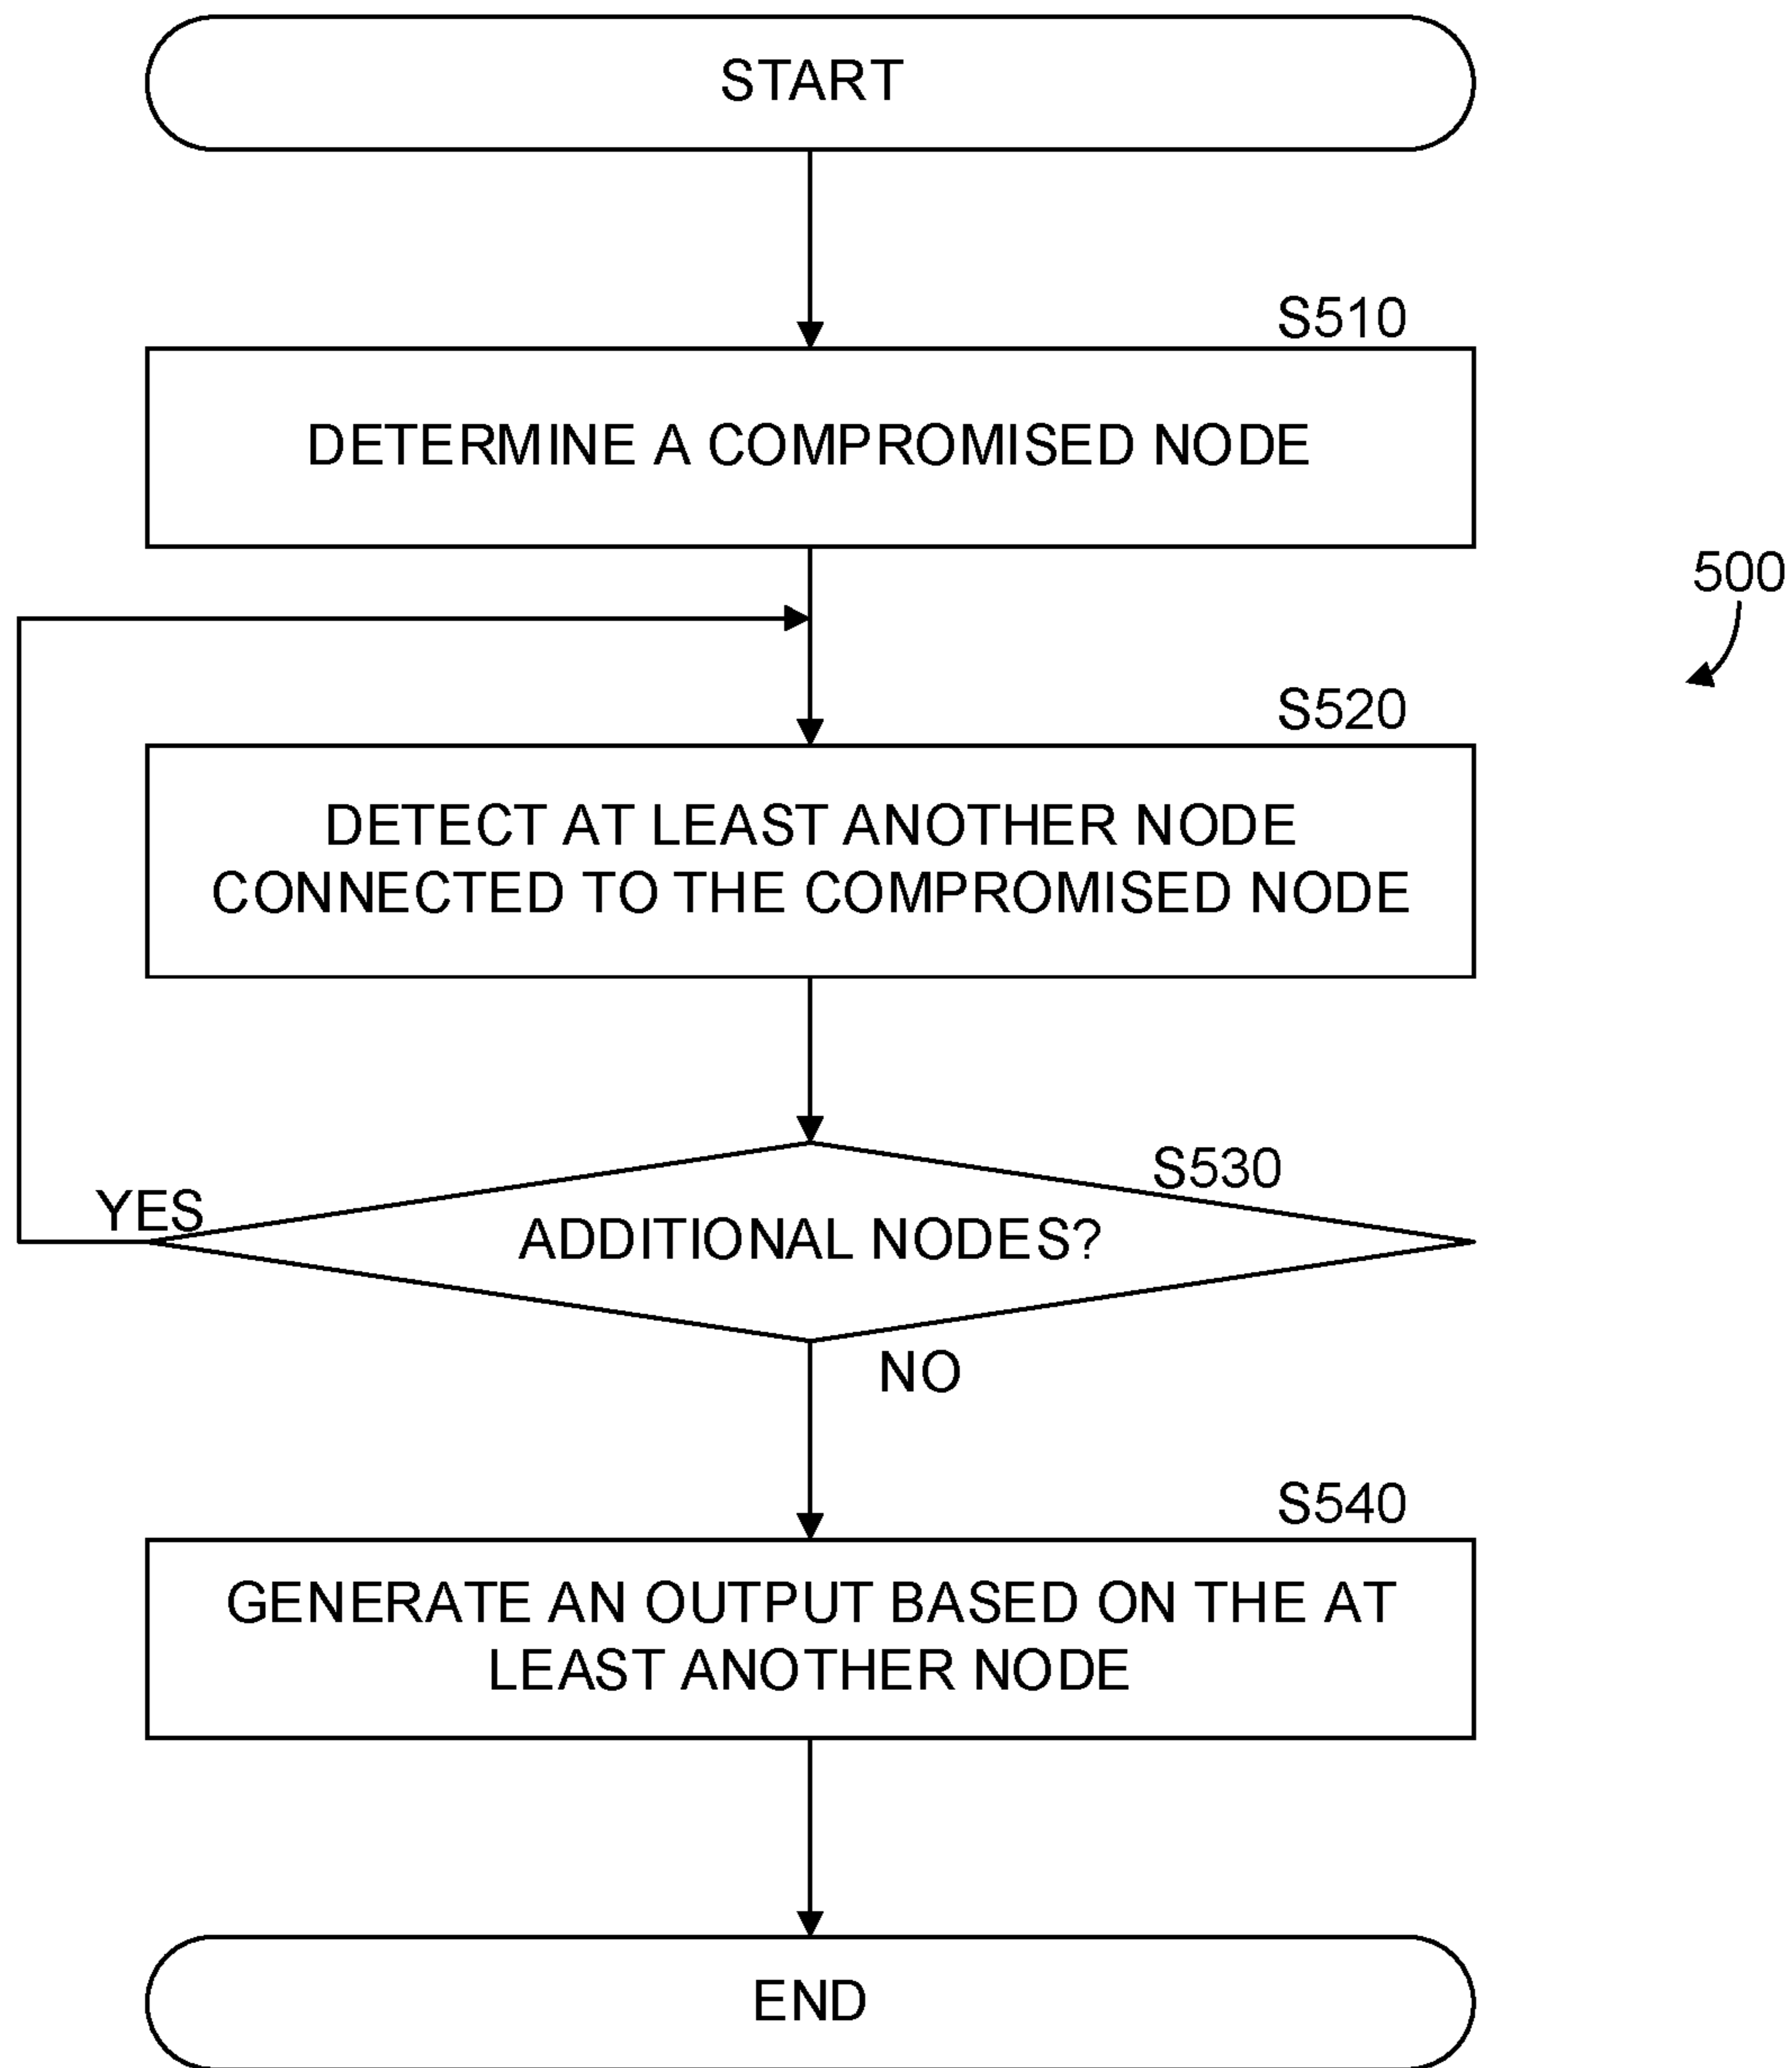 START
S510
DETERMINE A COMPROMISED NODE
500
S520
DETECT AT LEAST ANOTHER NODE
CONNECTED TO THE COMPROMISED NODE
S530
YES
ADDITIONAL NODES?
NO
S540
GENERATE AN OUTPUT BASED ON THE AT
LEAST ANOTHER NODE
END